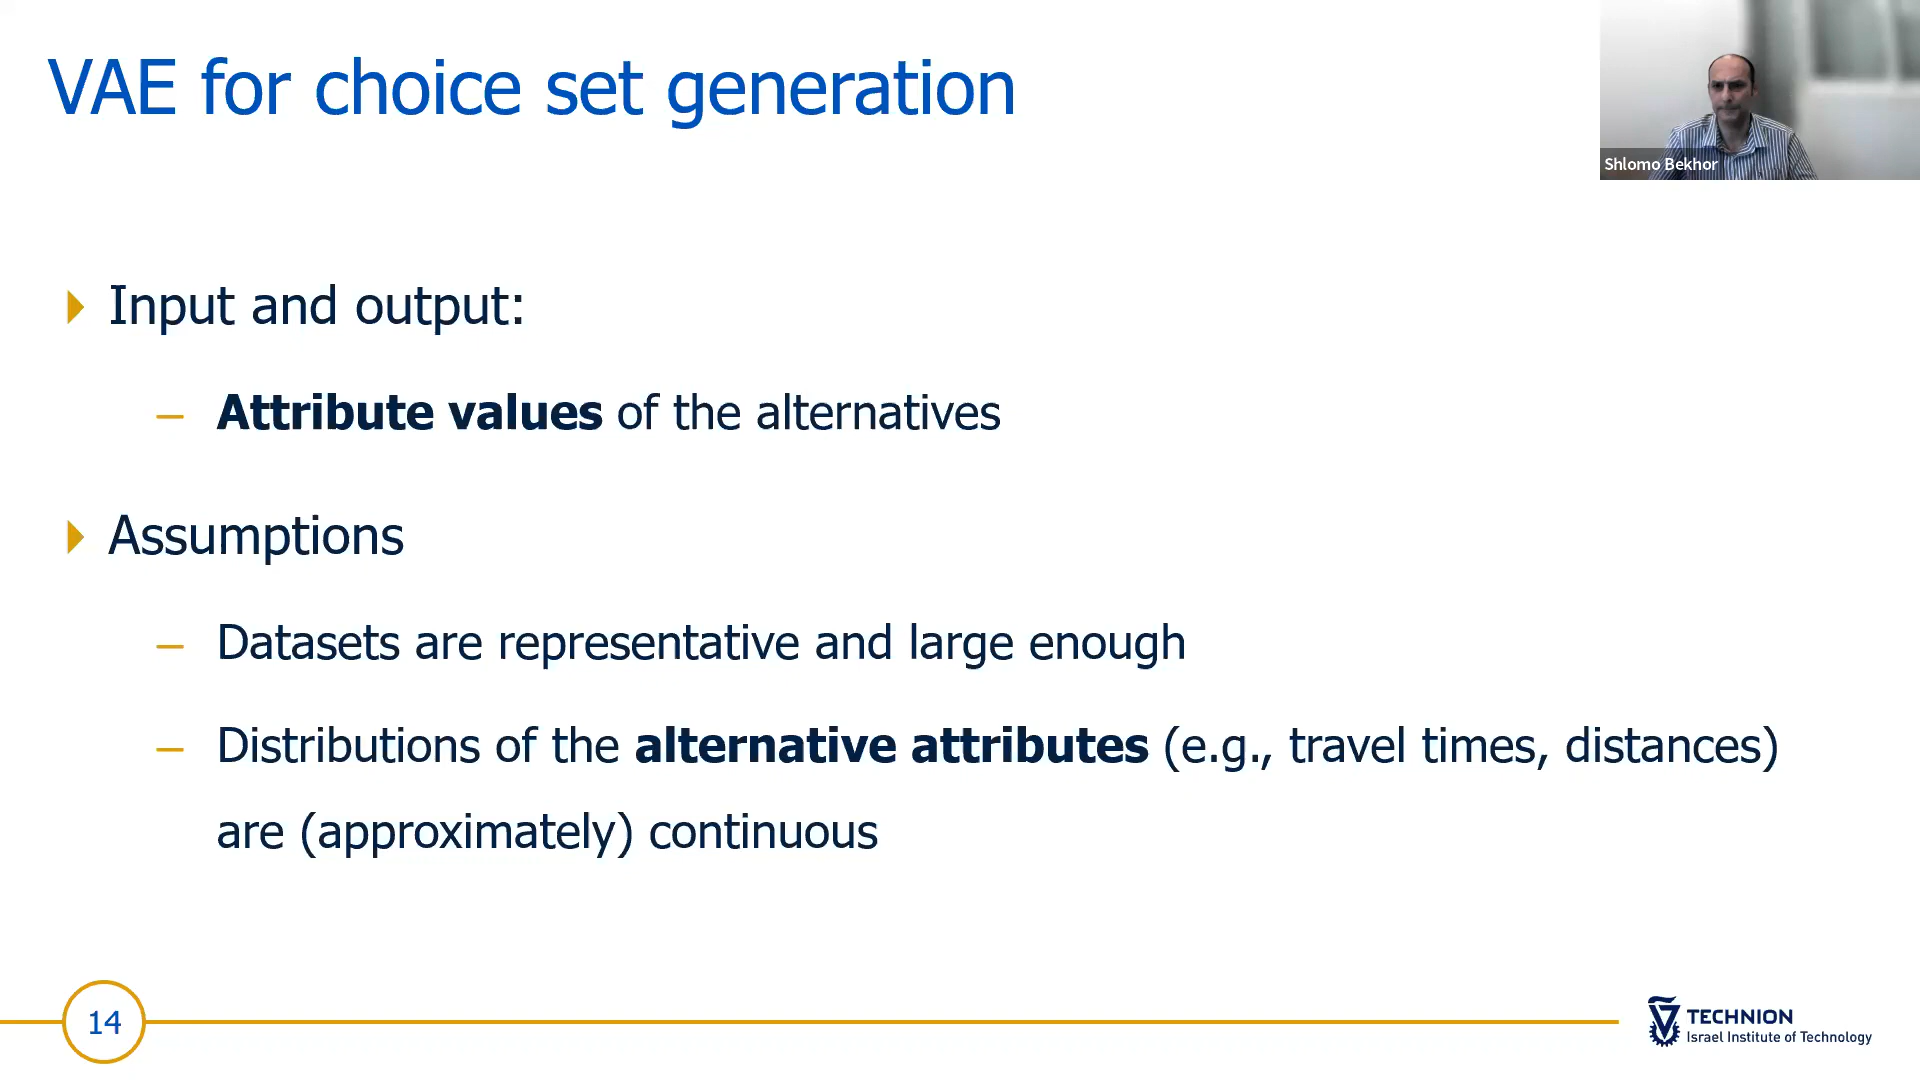 VAE for choice set generation
Shlomo Bekhor
Input and output:
– Attribute values of the alternatives
Assumptions
– Datasets are representative and large enough
– Distributions of the alternative attributes (e.g., travel times, distances)
are (approximately) continuous
14
TECHNION
Israel Institute of Technology